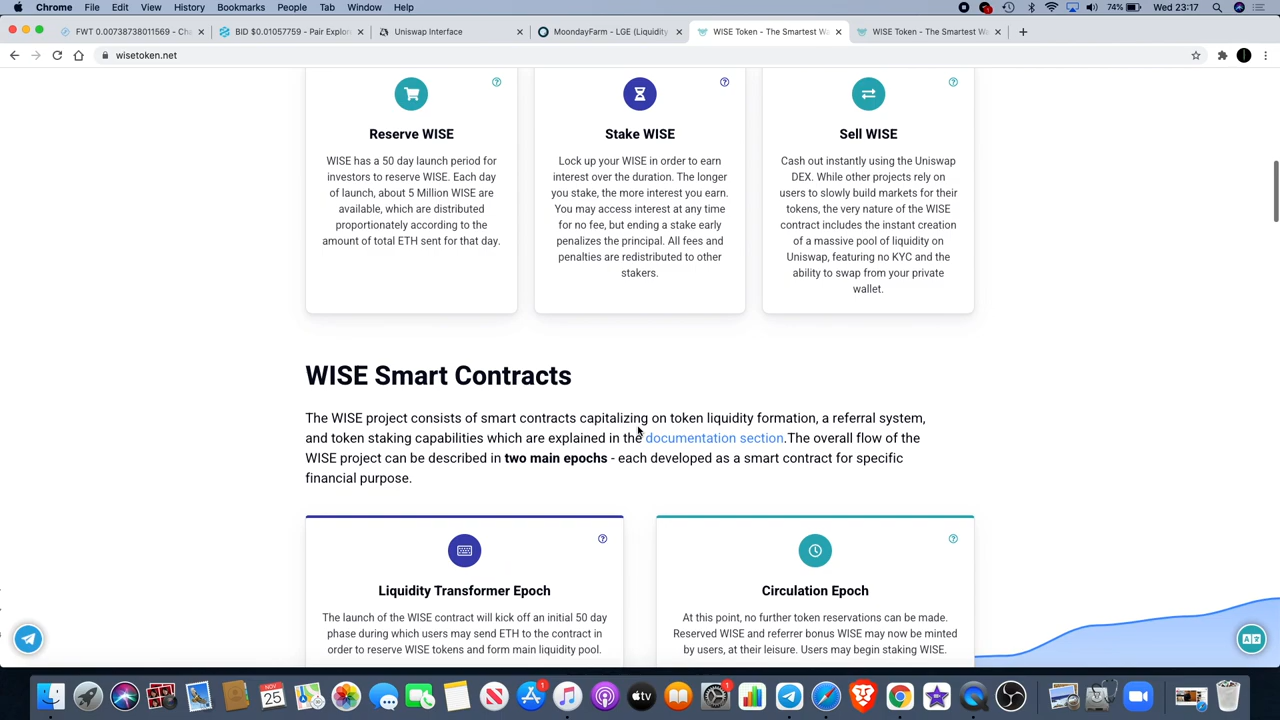 Chrome File Edit View History Bookmarks People Tab Window Help 74% Wed 23:17
FWT 0.00738738011569 - Cha BID $0.01057759 - Pair Explor Uniswap Interface MoondayFarm - LGE (Liquidity WISE Token - The Smartest Wa WISE Token - The Smartest Wa
wisetoken.net
Reserve WISE
WISE has a 50 day launch period for
investors to reserve WISE. Each day
of launch, about 5 Million WISE are
available, which are distributed
proportionately according to the
amount of total ETH sent for that day.
Stake WISE
Lock up your WISE in order to earn
interest over the duration. The longer
you stake, the more interest you earn.
You may access interest at any time
for no fee, but ending a stake early
penalizes the principal. All fees and
penalties are redistributed to other
stakers.
Sell WISE
Cash out instantly using the Uniswap
DEX. While other projects rely on
users to slowly build markets for their
tokens, the very nature of the WISE
contract includes the instant creation
of a massive pool of liquidity on
Uniswap, featuring no KYC and the
ability to swap from your private
wallet.
WISE Smart Contracts
The WISE project consists of smart contracts capitalizing on token liquidity formation, a referral system,
and token staking capabilities which are explained in the documentation section.The overall flow of the
WISE project can be described in two main epochs - each developed as a smart contract for specific
financial purpose.
Liquidity Transformer Epoch
The launch of the WISE contract will kick off an initial 50 day
phase during which users may send ETH to the contract in
order to reserve WISE tokens and form main liquidity pool.
Circulation Epoch
At this point, no further token reservations can be made.
Reserved WISE and referrer bonus WISE may now be minted
by users, at their leisure. Users may begin staking WISE.
NOV
25
1
1
tv